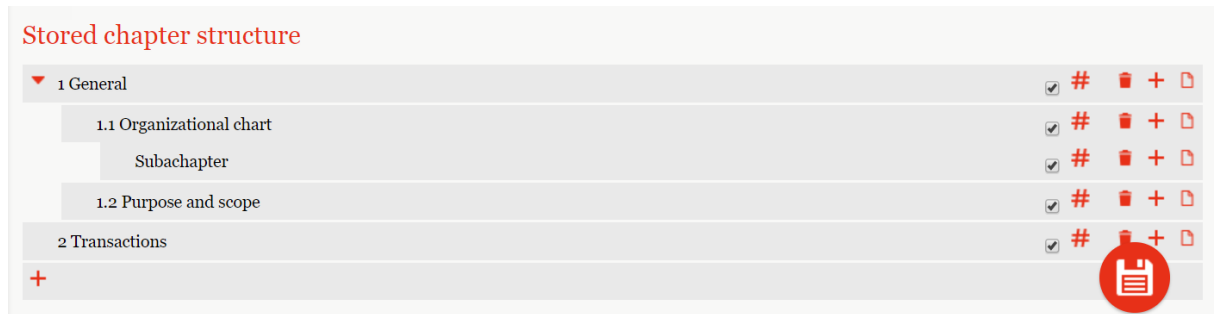 Stored chapter structure
1 General
1.1 Organizational chart
Subachapter
1.2 Purpose and scope
2 Transactions